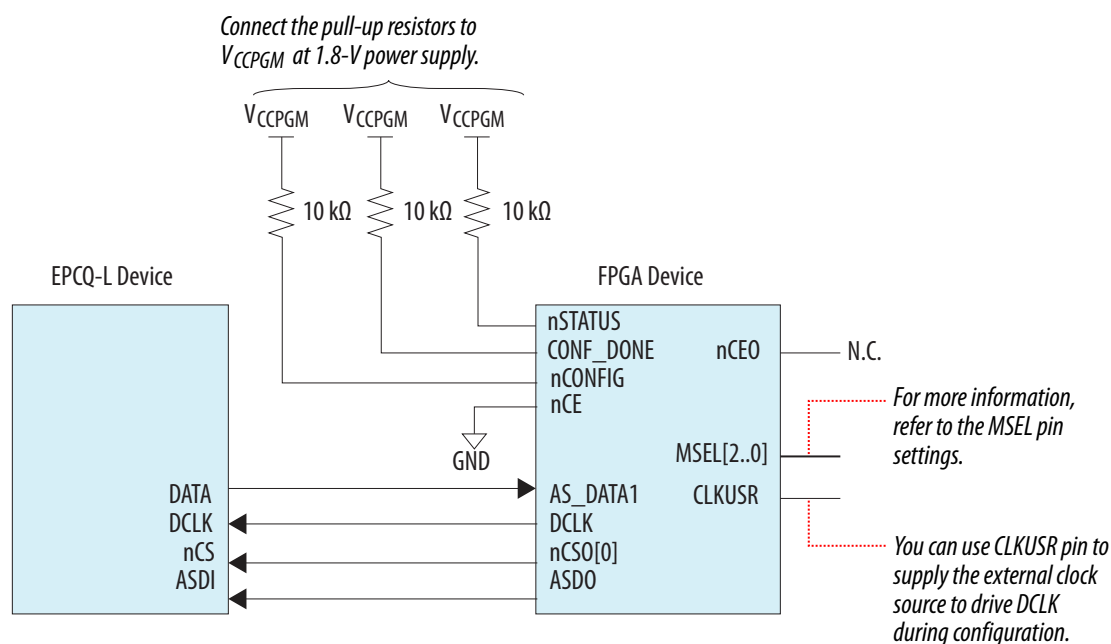 Connect the pull-up resistors to
VCCPGM at 1.8-V power supply.
VCCPGM VCCPGM VCCPGM
10 kΩ 10 kΩ 10 kΩ
EPCQ-L Device
FPGA Device
nSTATUS
CONF_DONE
nCONFIG
nCE
GND
nCEO
N.C.
MSEL[2..0]
For more information,
refer to the MSEL pin
settings.
CLKUSR
You can use CLKUSR pin to
supply the external clock
source to drive DCLK
during configuration.
DATA
DCLK
nCS
ASDI
AS_DATA1
DCLK
nCSO[0]
ASDO